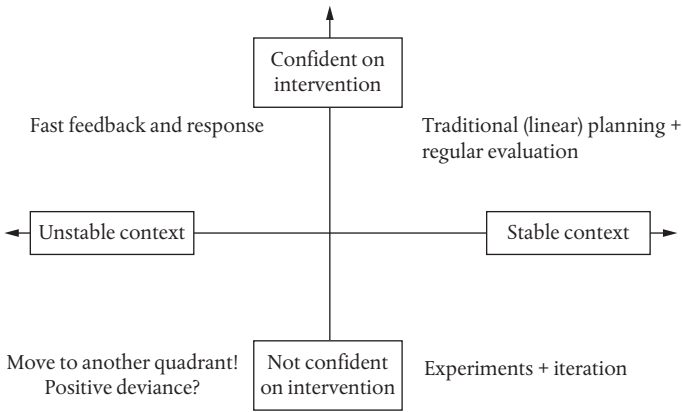 Confident on
intervention
Fast feedback and response
Traditional (linear) planning +
regular evaluation
Unstable context
Stable context
Move to another quadrant!
Positive deviance?
Not confident
on intervention
Experiments + iteration